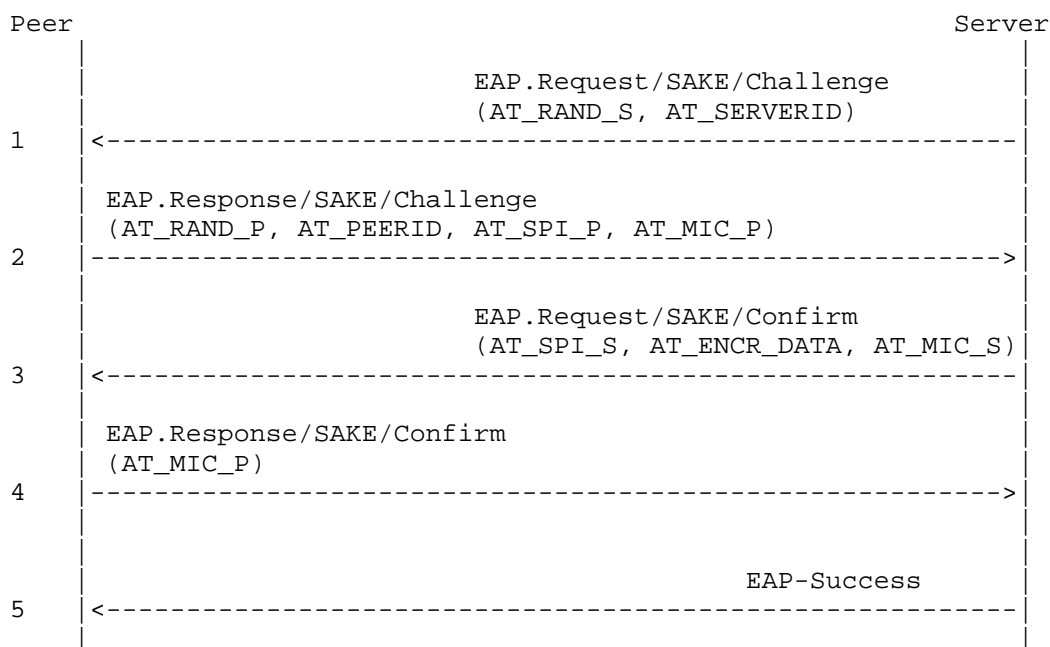 Peer Server
EAP.Request/SAKE/Challenge
(AT_RAND_S, AT_SERVERID)
1
EAP.Response/SAKE/Challenge
(AT_RAND_P, AT_PEERID, AT_SPI_P, AT_MIC_P)
2
EAP.Request/SAKE/Confirm
(AT_SPI_S, AT_ENCR_DATA, AT_MIC_S)
3
EAP.Response/SAKE/Confirm
(AT_MIC_P)
4
EAP-Success
5